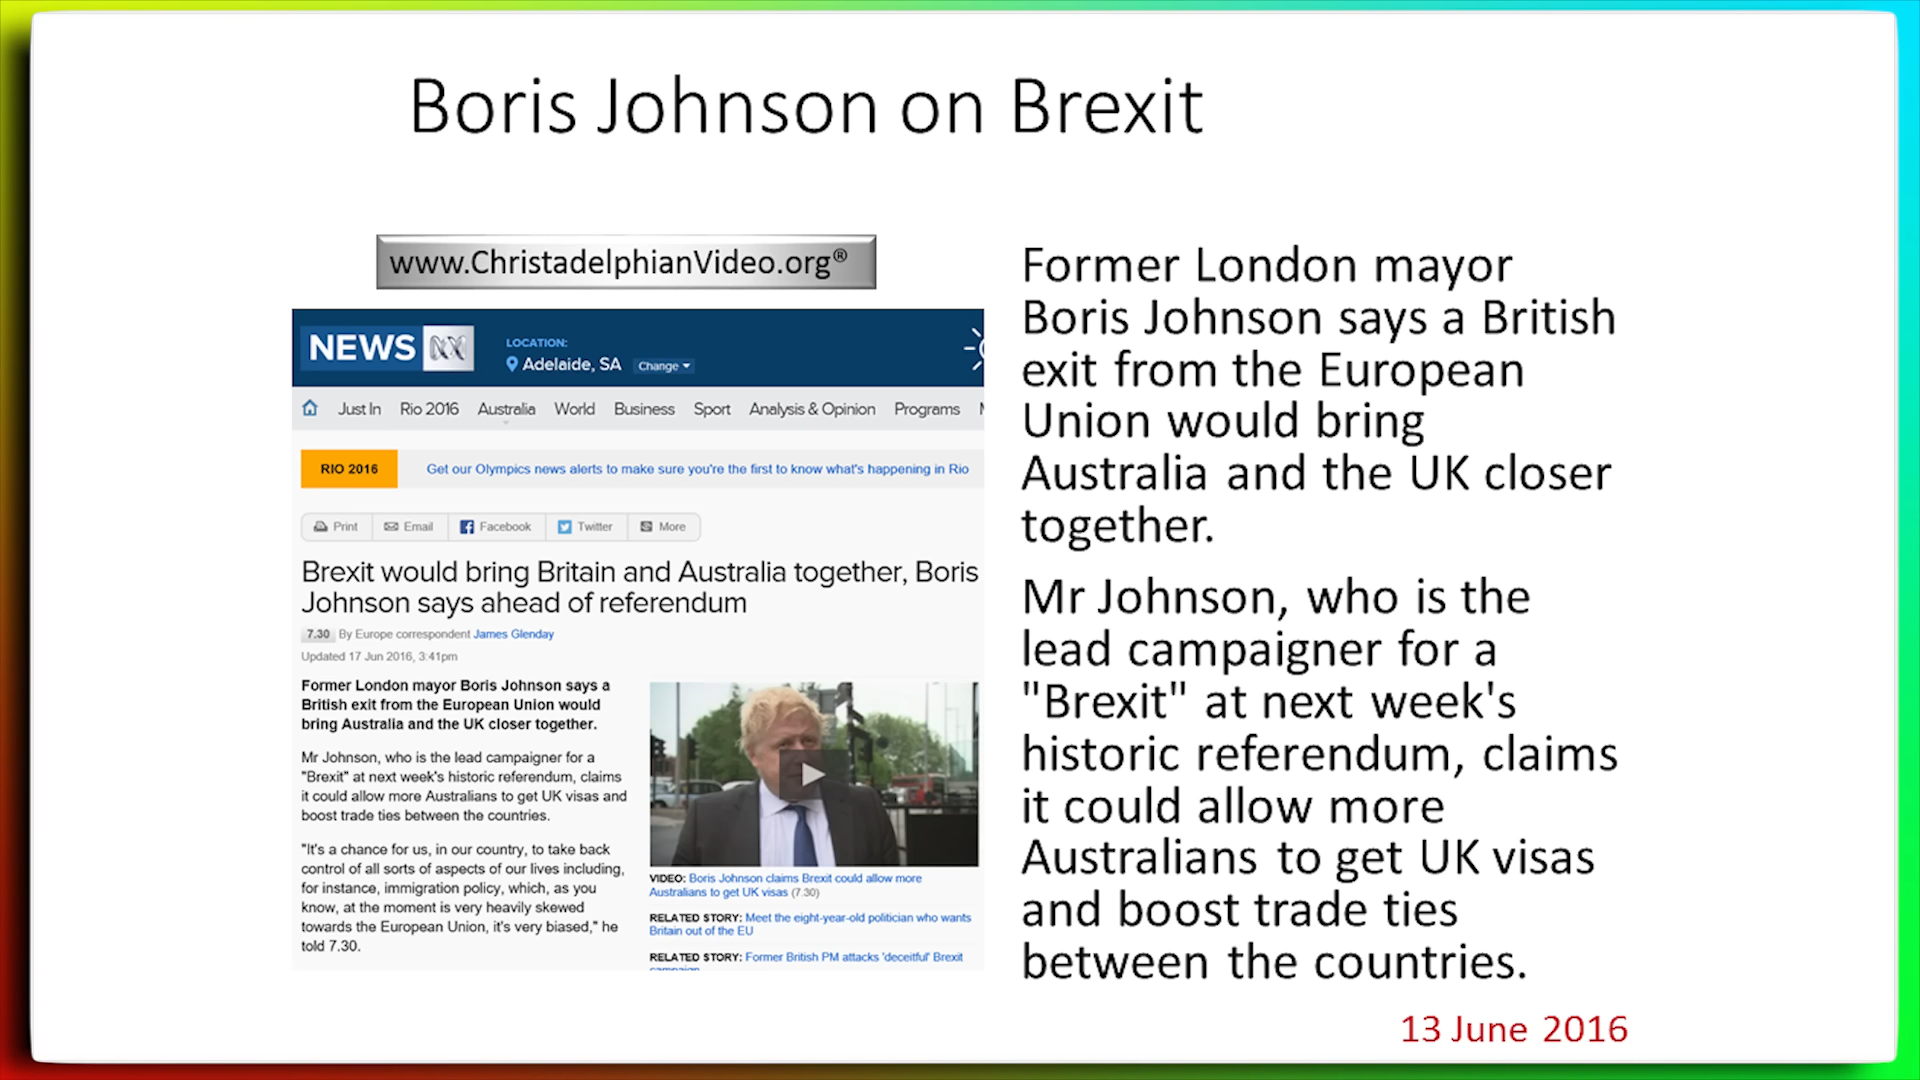 Boris Johnson on Brexit
www.ChristadelphianVideo.org®
NEWS
LOCATION:
Adelaide, SA Change
Just In Rio 2016 Australia World Business Sport Analysis & Opinion Programs
RIO 2016 Get our Olympics news alerts to make sure you're the first to know what's happening in Rio
Print Email Facebook Twitter More
Brexit would bring Britain and Australia together, Boris
Johnson says ahead of referendum
7.30 By Europe correspondent James Glenday
Updated 17 Jun 2016, 3:41pm
Former London mayor Boris Johnson says a
British exit from the European Union would
bring Australia and the UK closer together.
Mr Johnson, who is the lead campaigner for a
"Brexit" at next week's historic referendum, claims
it could allow more Australians to get UK visas and
boost trade ties between the countries.
"It's a chance for us, in our country, to take back
control of all sorts of aspects of our lives including,
for instance, immigration policy, which, as you
know, at the moment is very heavily skewed
towards the European Union, it's very biased," he
told 7.30.
VIDEO: Boris Johnson claims Brexit could allow more
Australians to get UK visas (7.30)
RELATED STORY: Meet the eight-year-old politician who wants
Britain out of the EU
RELATED STORY: Former British PM attacks 'deceitful' Brexit
Former London mayor
Boris Johnson says a British
exit from the European
Union would bring
Australia and the UK closer
together.
Mr Johnson, who is the
lead campaigner for a
"Brexit" at next week's
historic referendum, claims
it could allow more
Australians to get UK visas
and boost trade ties
between the countries.
13 June 2016